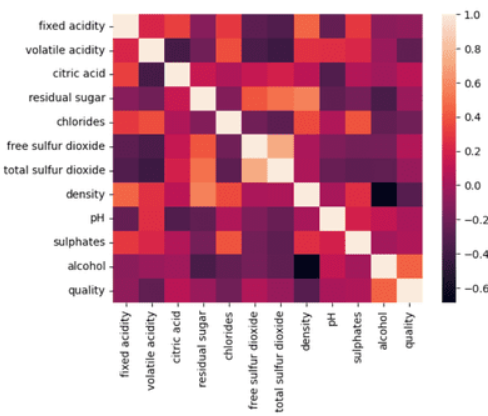 fixed acidity
volatile acidity
citric acid
residual sugar
chlorides
free sulfur dioxide
total sulfur dioxide
density
pH
sulphates
alcohol
quality
fixed acidity
volatile acidity
citric acid
residual sugar
chlorides
free sulfur dioxide
total sulfur dioxide
density
pH
sulphates
alcohol
quality
1.0
0.8
0.6
0.4
0.2
0.0
−0.2
−0.4
−0.6